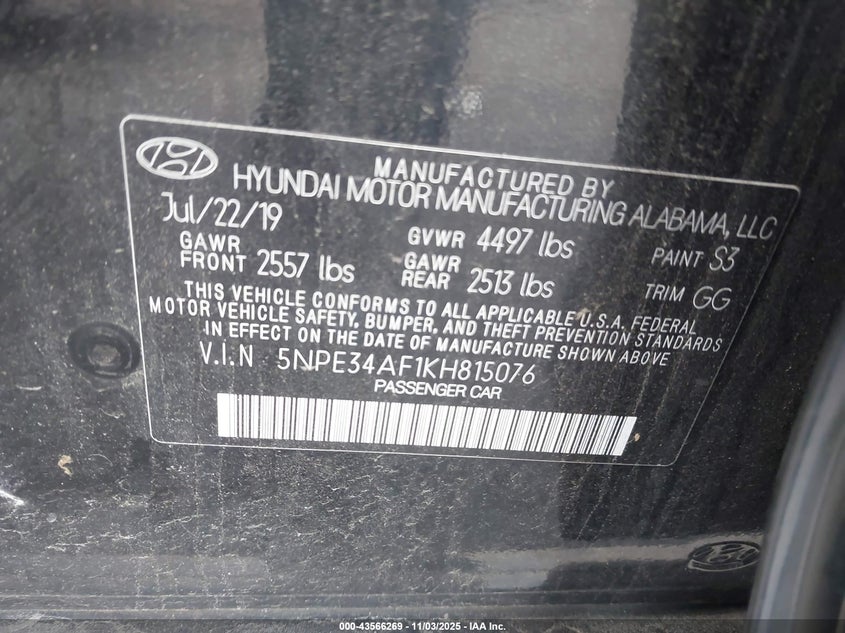 MANUFACTURED BY
HYUNDAI MOTOR MANUFACTURING ALABAMA, LLC
Jul/22/19
GVWR 4497 lbs
PAINT S3
GAWR FRONT 2557 lbs
GAWR REAR 2513 lbs
TRIM GG
THIS VEHICLE CONFORMS TO ALL APPLICABLE U.S.A. FEDERAL
MOTOR VEHICLE SAFETY, BUMPER, AND THEFT PREVENTION STANDARDS
IN EFFECT ON THE DATE OF MANUFACTURE SHOWN ABOVE
V.I.N 5NPE34AF1KH815076
PASSENGER CAR
000-43566269 - 11/03/2025 - IAA Inc.